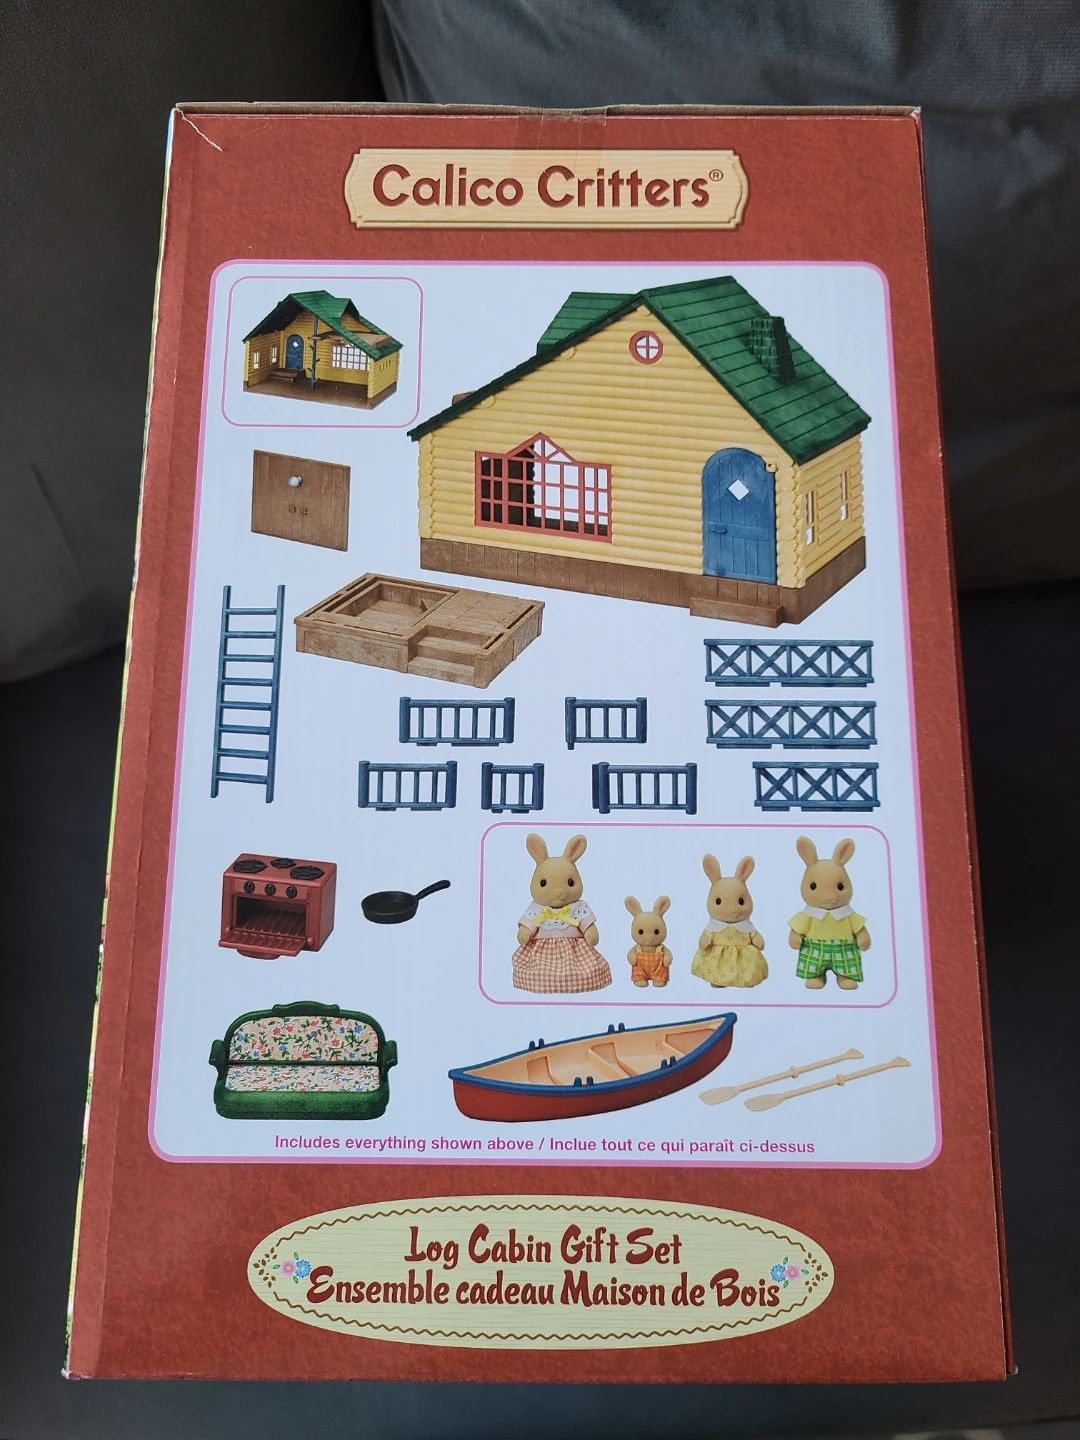 Calico Critters®
Includes everything shown above / Inclue tout ce qui paraît ci-dessus
Log Cabin Gift Set
Ensemble cadeau Maison de Bois